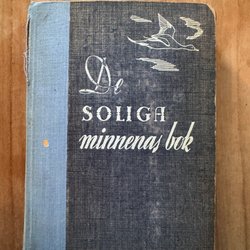 De
SOLIGA
minnenas bok